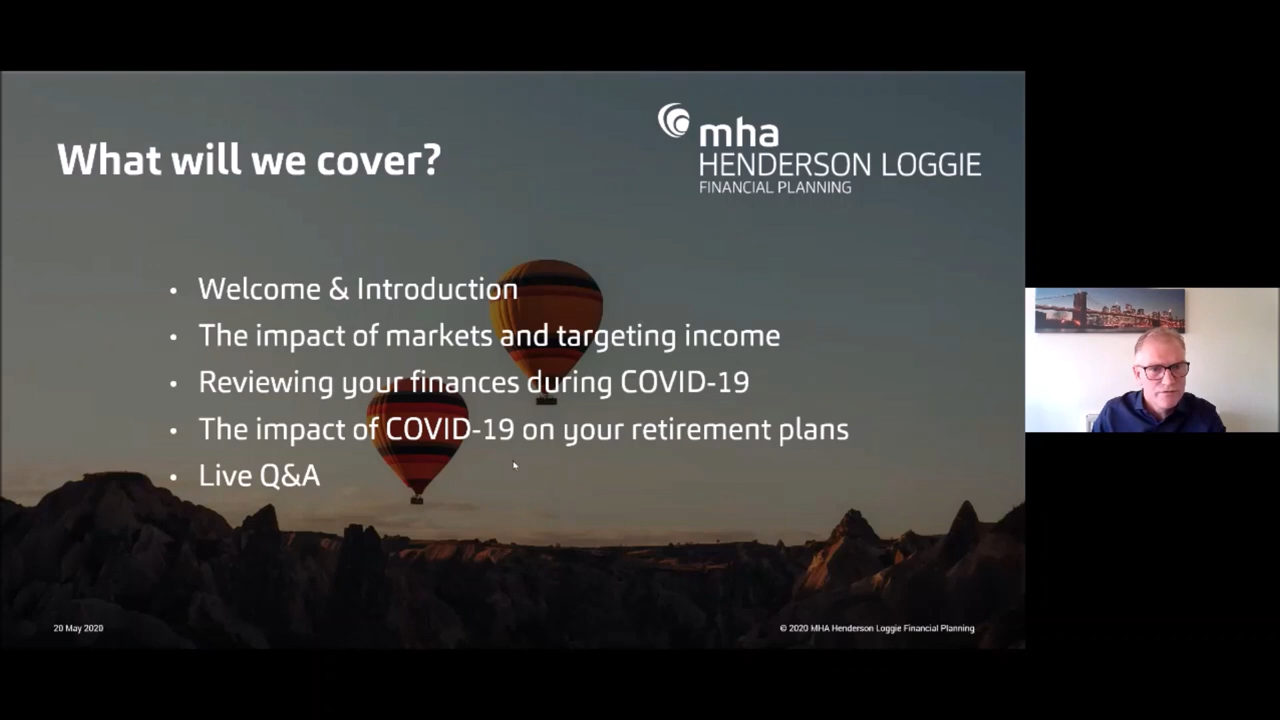 What will we cover?
mha
HENDERSON LOGGIE
FINANCIAL PLANNING
• Welcome & Introduction
• The impact of markets and targeting income
• Reviewing your finances during COVID-19
• The impact of COVID-19 on your retirement plans
• Live Q&A
20 May 2020
© 2020 MHA Henderson Loggie Financial Planning